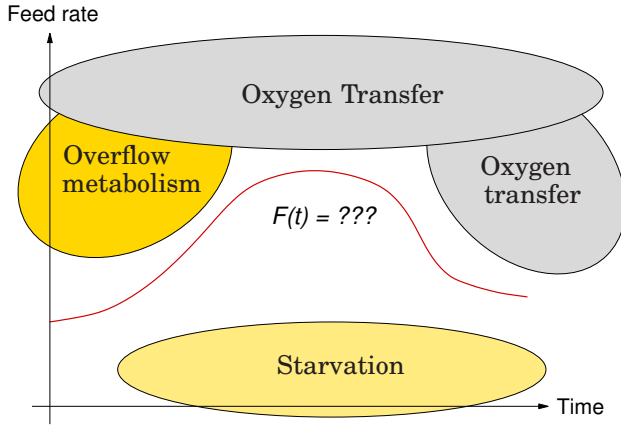 Feed rate
Oxygen Transfer
Overflow
metabolism
Oxygen
transfer
F(t) = ???
Starvation
Time